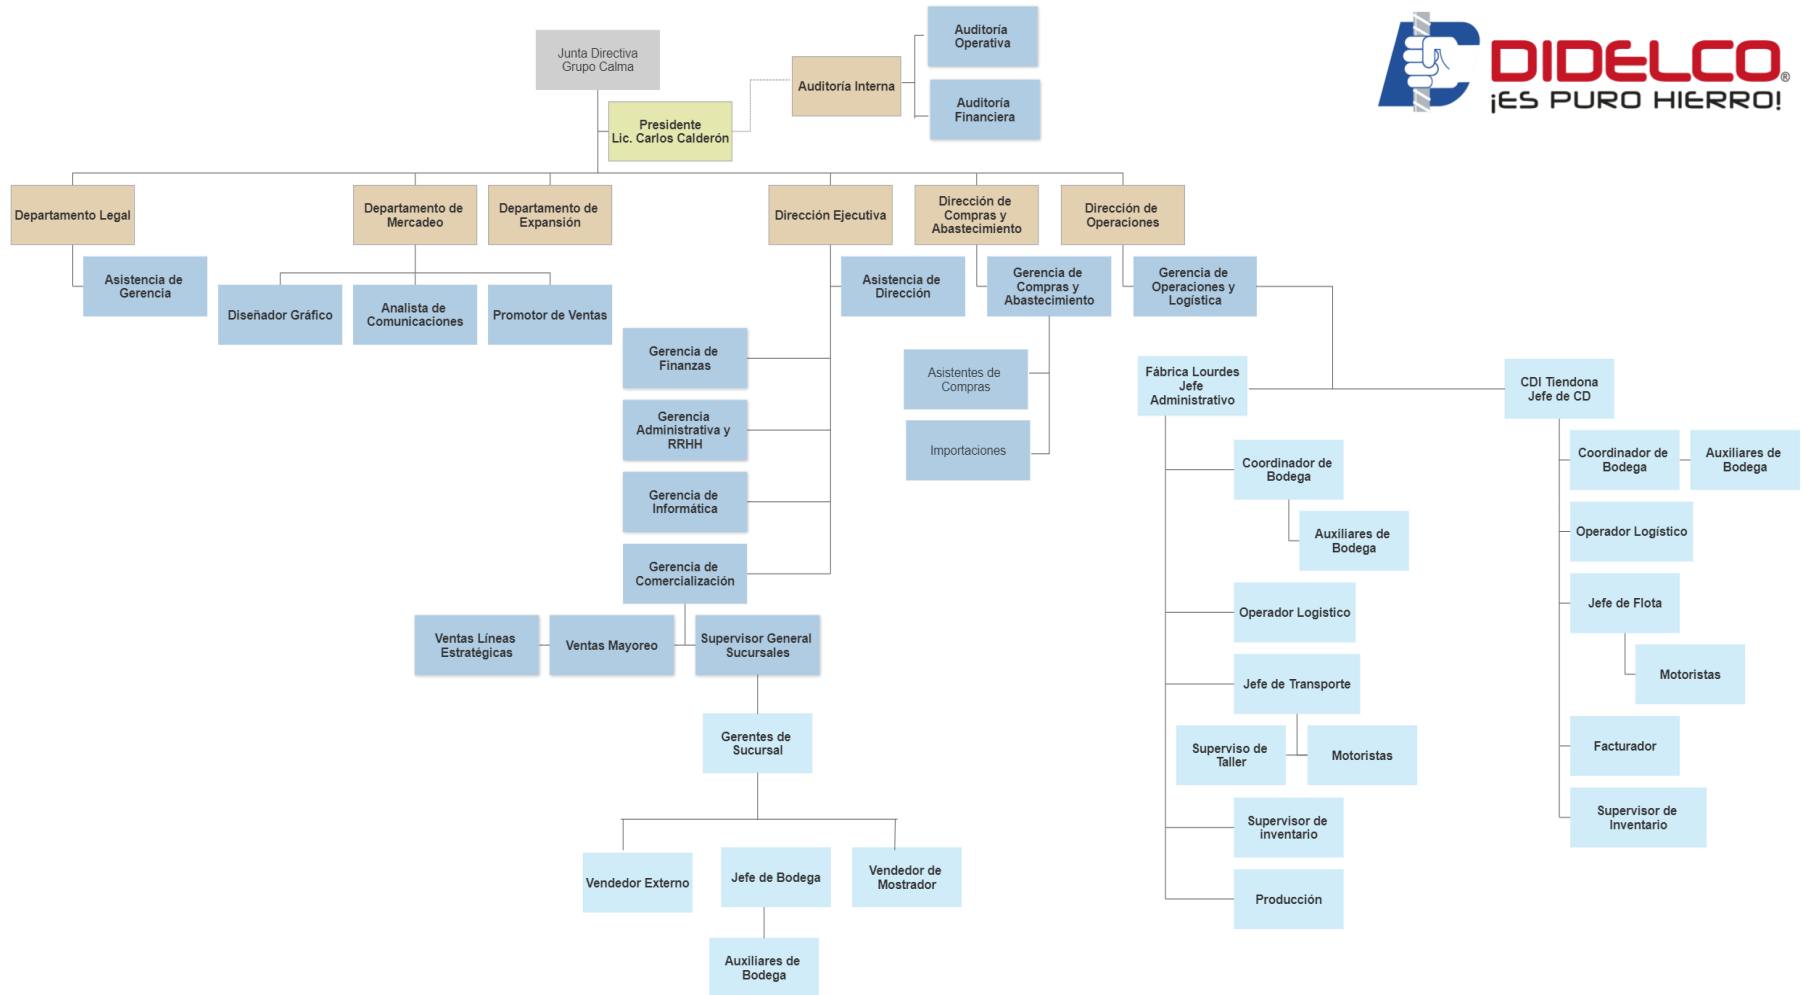 Junta Directiva
Grupo Calma
Auditoría
Operativa
Auditoría Interna
Auditoría
Financiera
DIDELCO®
¡ES PURO HIERRO!
Presidente
Lic. Carlos Calderón
Departamento Legal
Departamento de
Mercadeo
Departamento de
Expansión
Dirección Ejecutiva
Dirección de
Compras y
Abastecimiento
Dirección de
Operaciones
Asistencia de
Gerencia
Diseñador Gráfico
Analista de
Comunicaciones
Promotor de Ventas
Asistencia de
Dirección
Gerencia de
Compras y
Abastecimiento
Gerencia de
Operaciones y
Logística
Gerencia de
Finanzas
Gerencia
Administrativa y
RRHH
Gerencia de
Informática
Gerencia de
Comercialización
Asistentes de
Compras
Importaciones
Ventas Líneas
Estratégicas
Ventas Mayoreo
Supervisor General
Sucursales
Gerentes de
Sucursal
Vendedor Externo
Jefe de Bodega
Vendedor de
Mostrador
Auxiliares de
Bodega
Fábrica Lourdes
Jefe
Administrativo
Coordinador de
Bodega
Auxiliares de
Bodega
Operador Logistico
Jefe de Transporte
Superviso de
Taller
Motoristas
Supervisor de
inventario
Producción
CDI Tiendona
Jefe de CD
Coordinador de
Bodega
Auxiliares de
Bodega
Operador Logístico
Jefe de Flota
Motoristas
Facturador
Supervisor de
Inventario